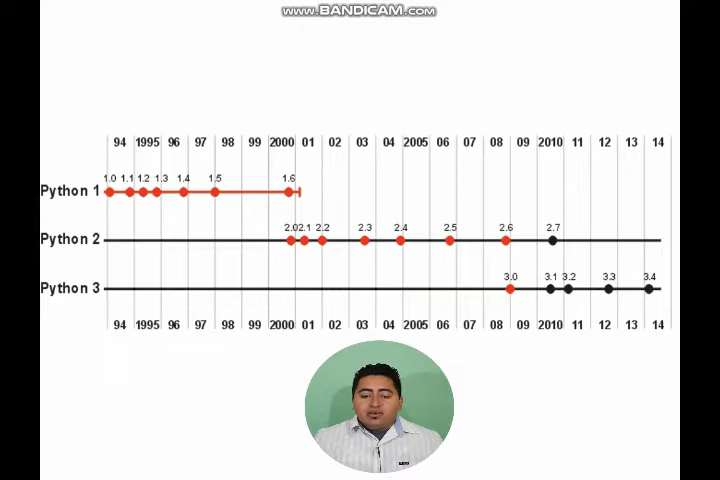 WWW.BANDICAM.COM
94 1995 96 97 98 99 2000 01 02 03 04 2005 06 07 08 09 2010 11 12 13 14
1.0 1.1 1.2 1.3 1.4 1.5 1.6
Python 1
2.0 2.1 2.2 2.3 2.4 2.5 2.6 2.7
Python 2
3.0 3.1 3.2 3.3 3.4
Python 3
94 1995 96 97 98 99 2000 01 02 03 04 2005 06 07 08 09 2010 11 12 13 14